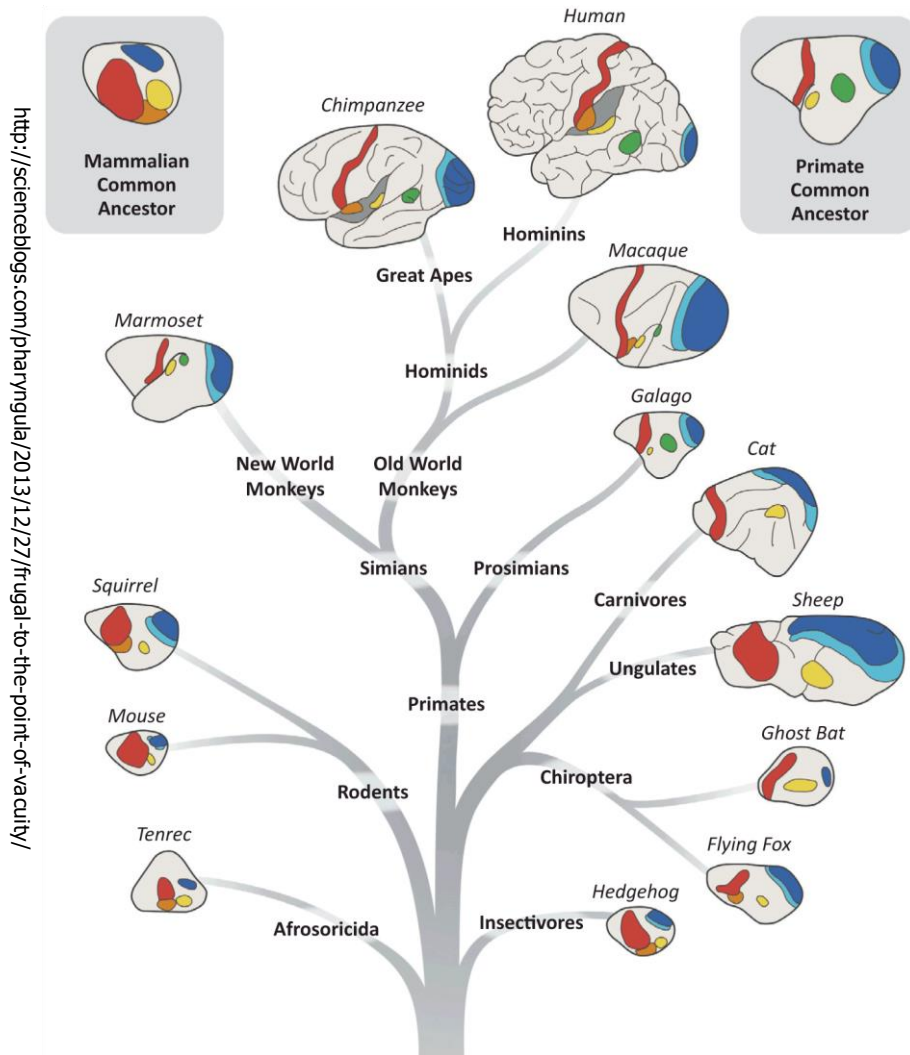 http://scienceblogs.com/pharyngula/2013/12/27/frugal-to-the-point-of-vacuity/
Mammalian
Common
Ancestor
Human
Chimpanzee
Primate
Common
Ancestor
Hominins
Great Apes
Macaque
Marmoset
Hominids
Galago
Cat
New World
Monkeys
Old World
Monkeys
Simians
Prosimians
Squirrel
Carnivores
Sheep
Ungulates
Primates
Mouse
Ghost Bat
Chiroptera
Rodents
Tenrec
Flying Fox
Hedgehog
Afrosoricida
Insectivores